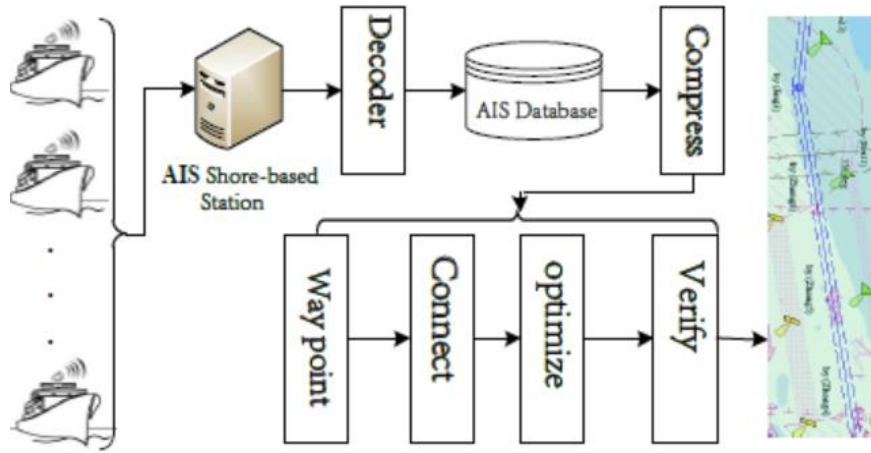 AIS Shore-based
Station
Decoder
AIS Database
Compress
Way point
Connect
optimize
Verify